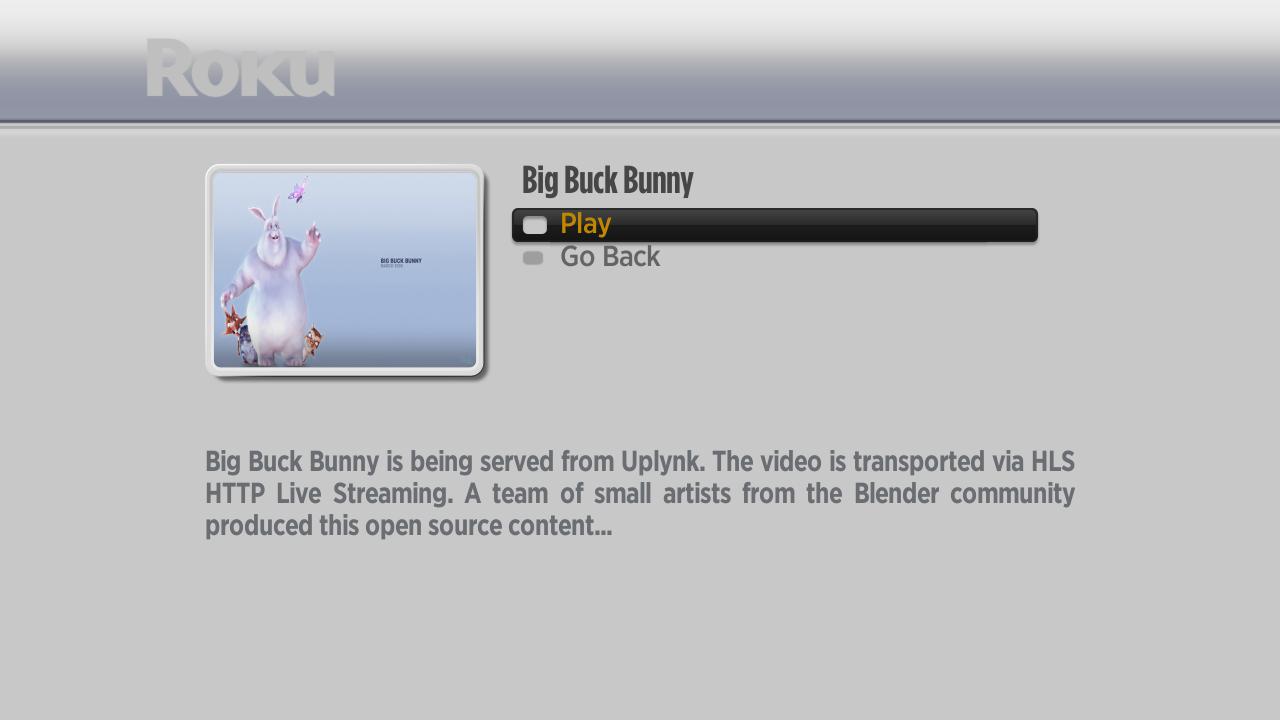 Roku
Big Buck Bunny
Play
Go Back
BIG BUCK BUNNY
Big Buck Bunny is being served from Uplynk. The video is transported via HLS
HTTP Live Streaming. A team of small artists from the Blender community
produced this open source content...